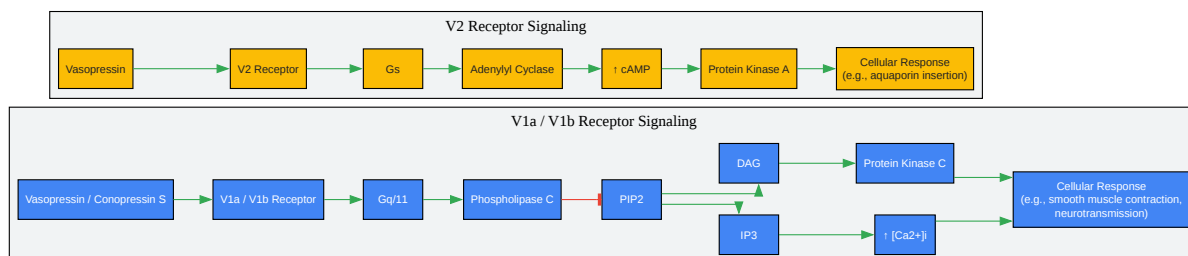 V2 Receptor Signaling
Vasopressin
V2 Receptor
Gs
Adenylyl Cyclase
↑ cAMP
Protein Kinase A
Cellular Response
(e.g., aquaporin insertion)
V1a / V1b Receptor Signaling
Vasopressin / Conopressin S
V1a / V1b Receptor
Gq/11
Phospholipase C
PIP2
DAG
Protein Kinase C
IP3
↑ [Ca2+]i
Cellular Response
(e.g., smooth muscle contraction,
neurotransmission)